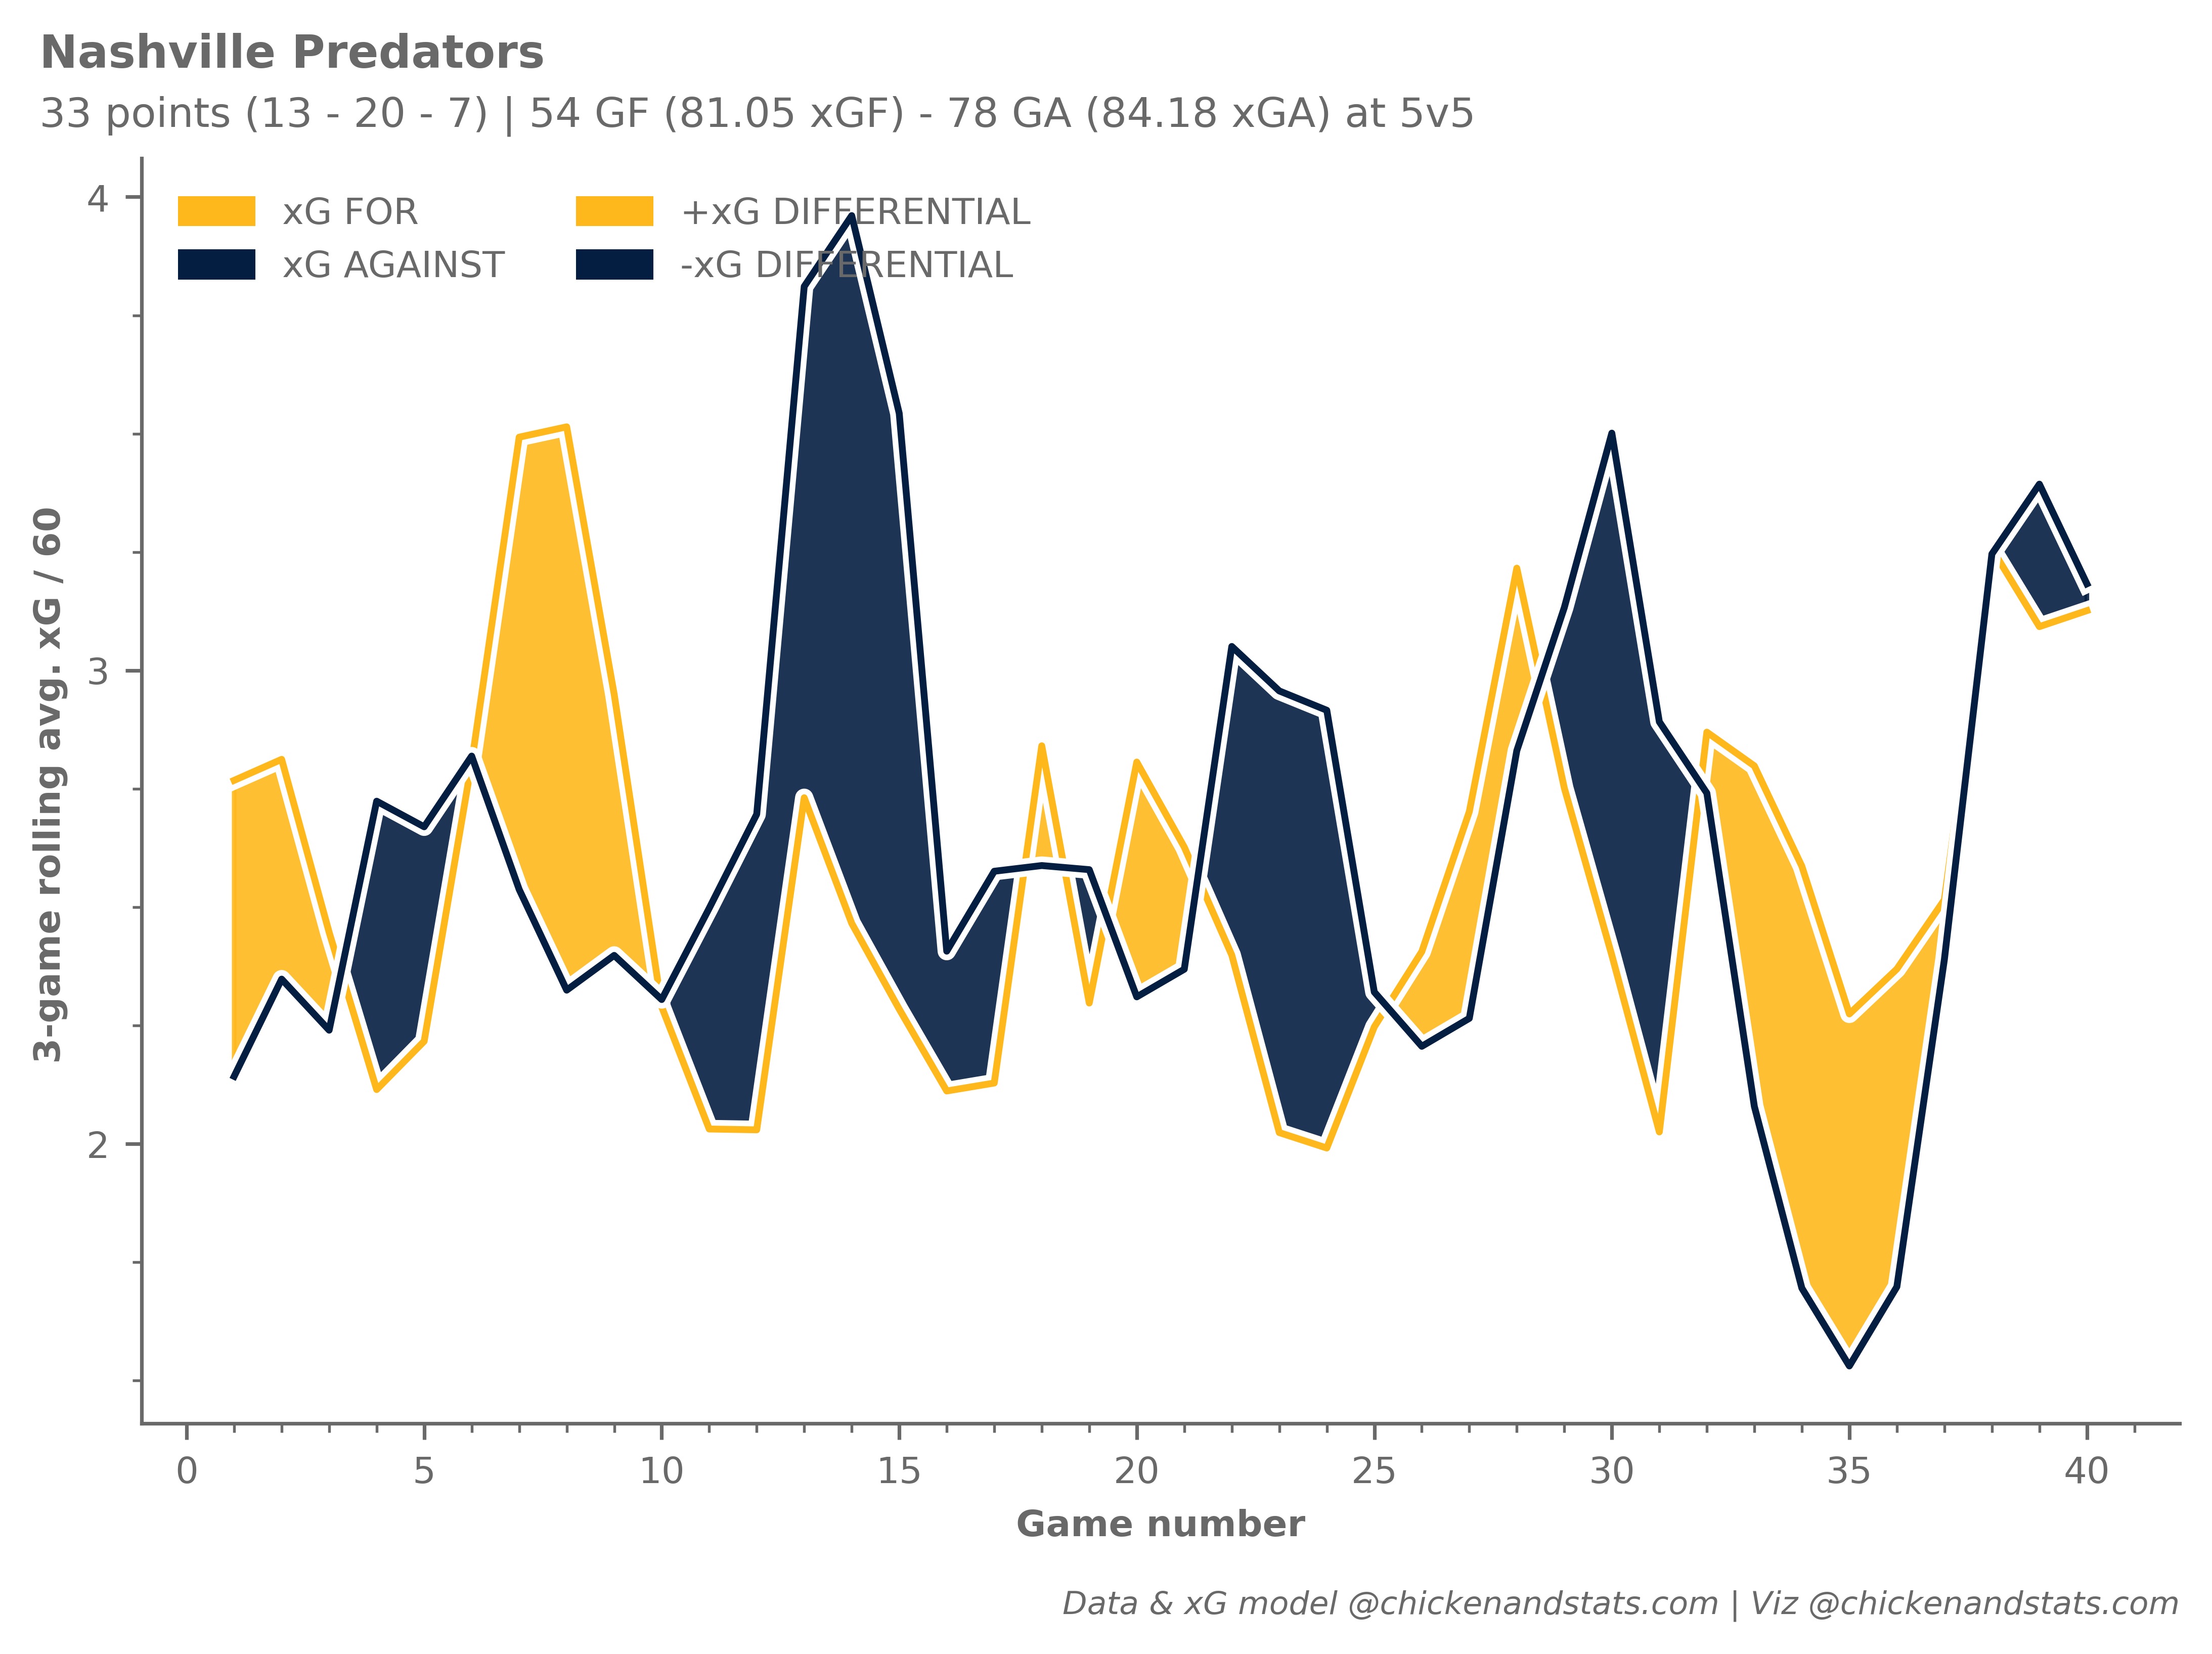 Nashville Predators
33 points (13 - 20 - 7) | 54 GF (81.05 xGF) - 78 GA (84.18 xGA) at 5v5
xG FOR
xG AGAINST
+xG DIFFERENTIAL
-xG DIFFERENTIAL
3-game rolling avg. xG / 60
4
3
2
0 5 10 15 20 25 30 35 40
Game number
Data & xG model @chickenandstats.com | Viz @chickenandstats.com